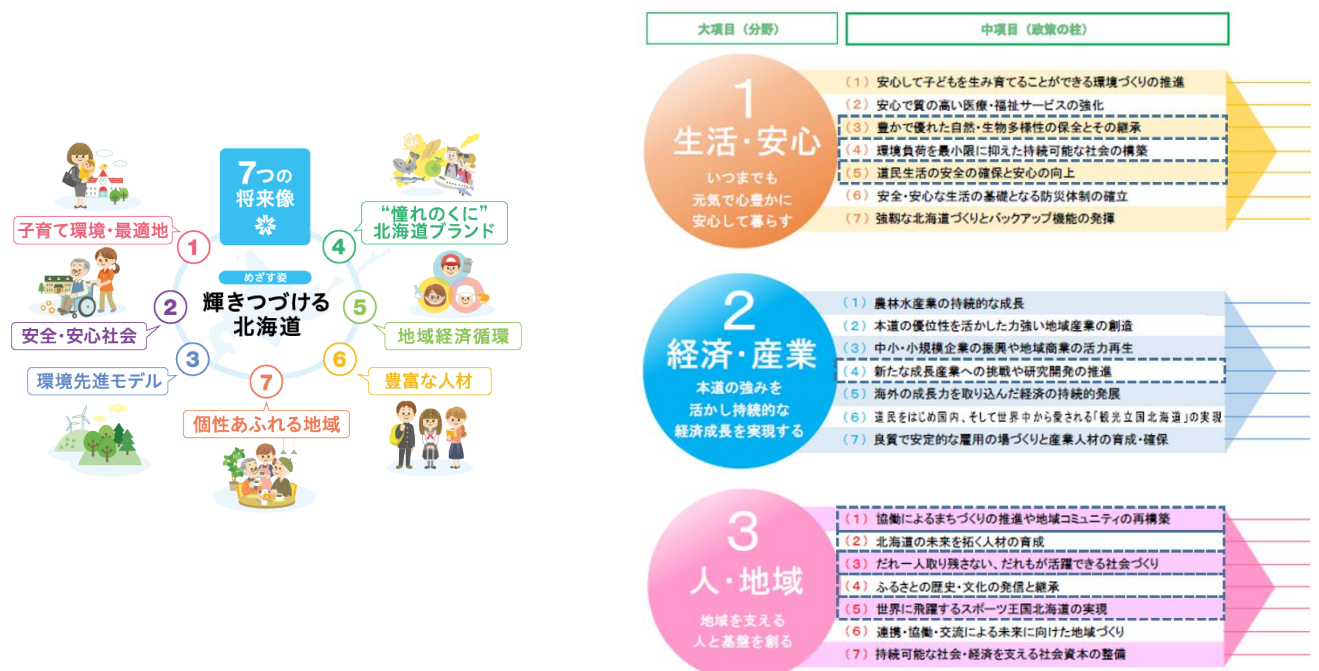 7つの
将来像
めざす姿
輝きつづける
北海道
1
子育て環境・最適地
2
安全・安心社会
3
環境先進モデル
4
“憧れのくに”
北海道ブランド
5
地域経済循環
6
豊富な人材
7
個性あふれる地域
大項目（分野）
中項目（政策の柱）
1
生活・安心
いつまでも
元気で心豊かに
安心して暮らす
（1）安心して子どもを生み育てることができる環境づくりの推進
（2）安心で質の高い医療・福祉サービスの強化
（3）豊かで優れた自然・生物多様性の保全とその継承
（4）環境負荷を最小限に抑えた持続可能な社会の構築
（5）道民生活の安全の確保と安心の向上
（6）安全・安心な生活の基礎となる防災体制の確立
（7）強靱な北海道づくりとバックアップ機能の発揮
2
経済・産業
本道の強みを
活かし持続的な
経済成長を実現する
（1）農林水産業の持続的な成長
（2）本道の優位性を活かした力強い地域産業の創造
（3）中小・小規模企業の振興や地域商業の活力再生
（4）新たな成長産業への挑戦や研究開発の推進
（5）海外の成長力を取り込んだ経済の持続的発展
（6）道民をはじめ国内、そして世界中から愛される「観光立国北海道」の実現
（7）良質で安定的な雇用の場づくりと産業人材の育成・確保
3
人・地域
地域を支える
人と基盤を創る
（1）協働によるまちづくりの推進や地域コミュニティの再構築
（2）北海道の未来を拓く人材の育成
（3）だれ一人取り残さない、だれもが活躍できる社会づくり
（4）ふるさとの歴史・文化の発信と継承
（5）世界に飛躍するスポーツ王国北海道の実現
（6）連携・協働・交流による未来に向けた地域づくり
（7）持続可能な社会・経済を支える社会資本の整備